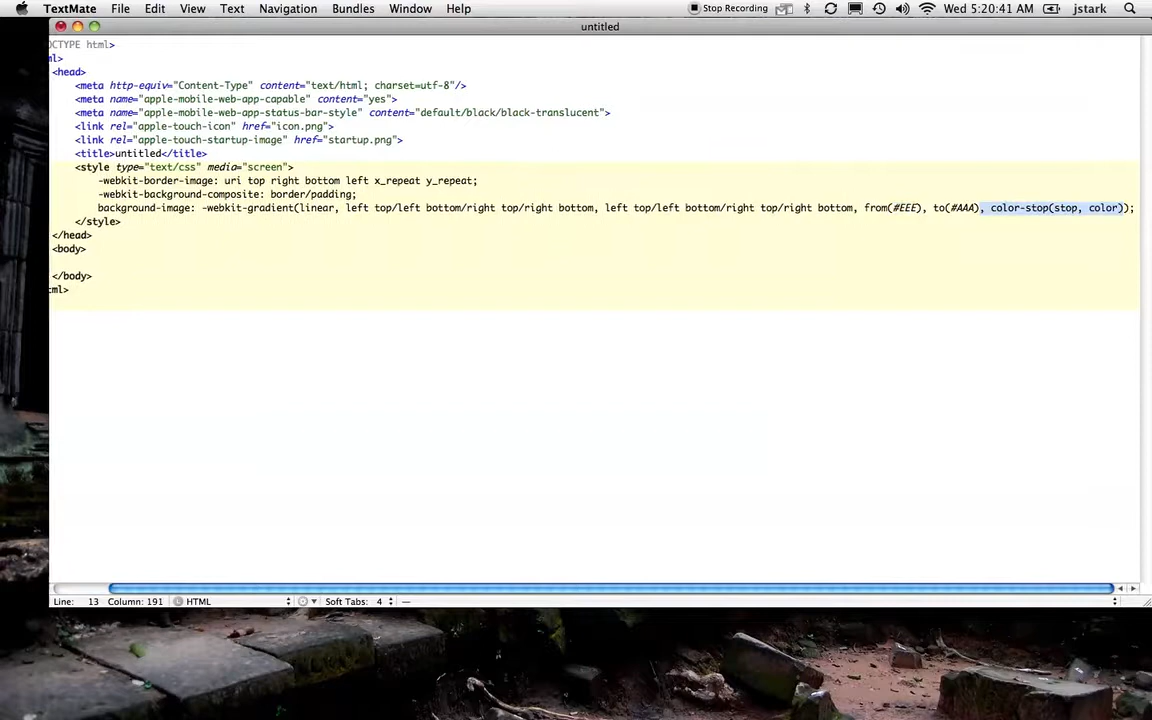 TextMate File Edit View Text Navigation Bundles Window Help Stop Recording Wed 5:20:41 AM jstark
untitled
OCTYPE html>
ml>
<head>
<meta http-equiv="Content-Type" content="text/html; charset=utf-8"/>
<meta name="apple-mobile-web-app-capable" content="yes">
<meta name="apple-mobile-web-app-status-bar-style" content="default/black/black-translucent">
<link rel="apple-touch-icon" href="icon.png">
<link rel="apple-touch-startup-image" href="startup.png">
<title>untitled</title>
<style type="text/css" media="screen">
-webkit-border-image: uri top right bottom left x_repeat y_repeat;
-webkit-background-composite: border/padding;
background-image: -webkit-gradient(linear, left top/left bottom/right top/right bottom, left top/left bottom/right top/right bottom, from(#EEE), to(#AAA), color-stop(stop, color));
</style>
</head>
<body>
</body>
tml>
Line: 13 Column: 191 L HTML Soft Tabs: 4 —